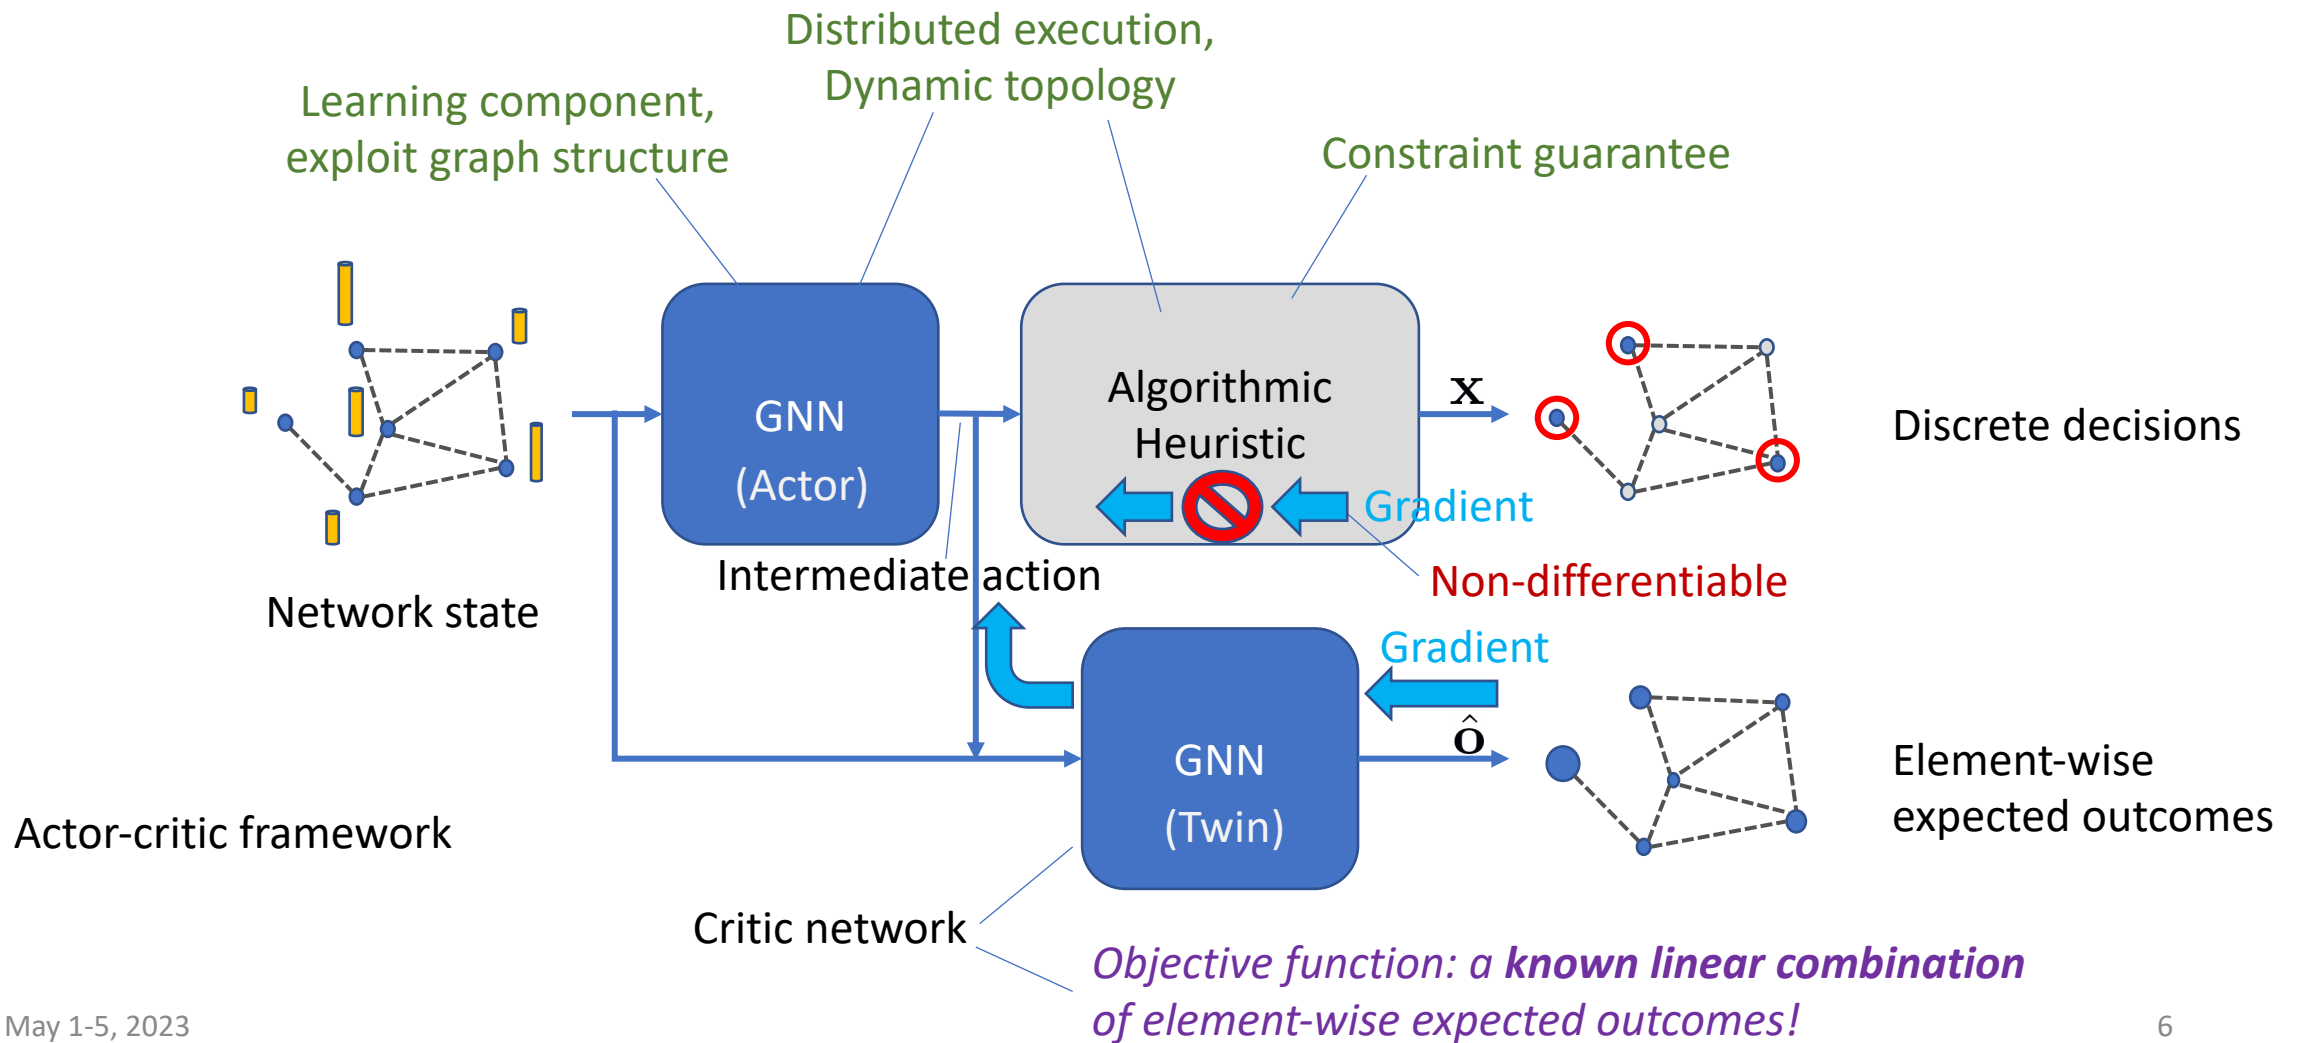 Distributed execution,
Dynamic topology
Learning component,
exploit graph structure
Constraint guarantee
GNN
(Actor)
Algorithmic
Heuristic
x
Discrete decisions
Gradient
Intermediate action
Non-differentiable
Network state
Gradient
ô
GNN
(Twin)
Element-wise
expected outcomes
Actor-critic framework
Critic network
Objective function: a known linear combination
of element-wise expected outcomes!
May 1-5, 2023
6